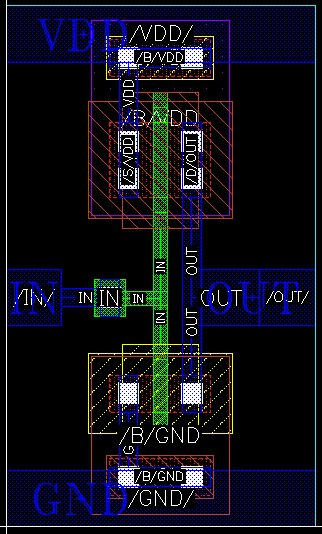 VDD
/VDD/
/B/VDD
VDD
/B/VDD
/S/VDD
/D/OUT
IN
OUT
IN
/IN/
IN
IN
IN
OUT
OUT
/OUT/
IN
OUT
/B/GND
G
/B/GND
GND
/GND/